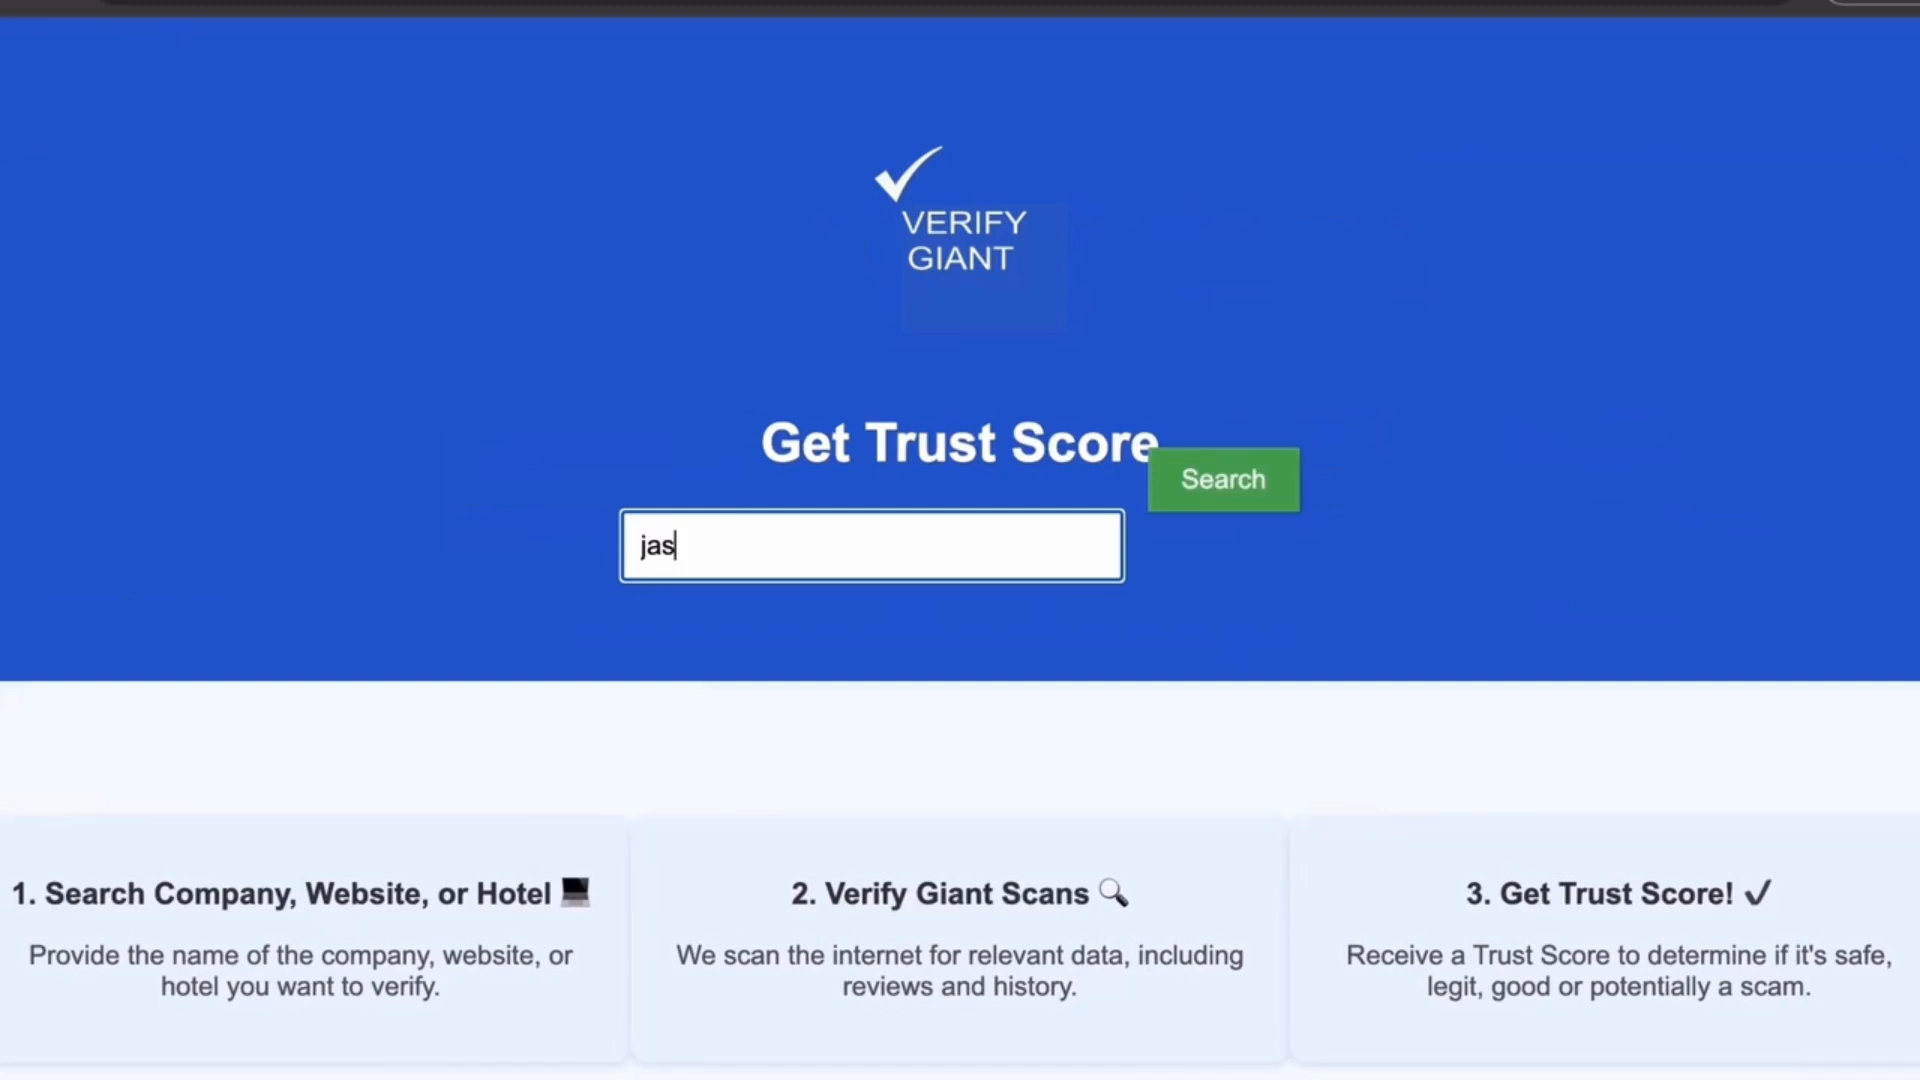 VERIFY
GIANT
Get Trust Score
Search
jas
1. Search Company, Website, or Hotel
Provide the name of the company, website, or
hotel you want to verify.
2. Verify Giant Scans
We scan the internet for relevant data, including
reviews and history.
3. Get Trust Score!
Receive a Trust Score to determine if it's safe,
legit, good or potentially a scam.